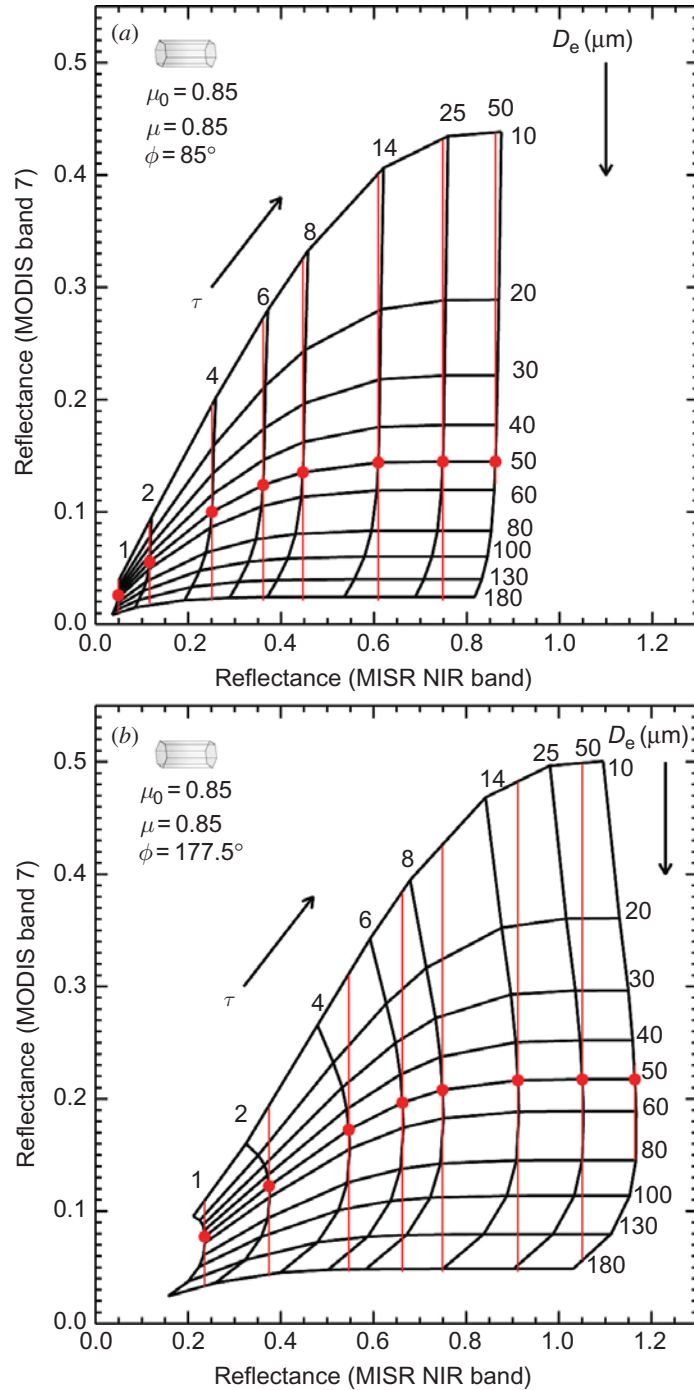 (a)
μ0 = 0.85
μ = 0.85
ϕ = 85°
De (μm)
τ
1
2
4
6
8
14
25
50
10
20
30
40
50
60
80
100
130
180
0.5
0.4
0.3
0.2
0.1
0.0
Reflectance (MODIS band 7)
0.0 0.2 0.4 0.6 0.8 1.0 1.2
Reflectance (MISR NIR band)
(b)
μ0 = 0.85
μ = 0.85
ϕ = 177.5°
De (μm)
τ
1
2
4
6
8
14
25
50
10
20
30
40
50
60
80
100
130
180
0.5
0.4
0.3
0.2
0.1
0.0
Reflectance (MODIS band 7)
0.0 0.2 0.4 0.6 0.8 1.0 1.2
Reflectance (MISR NIR band)